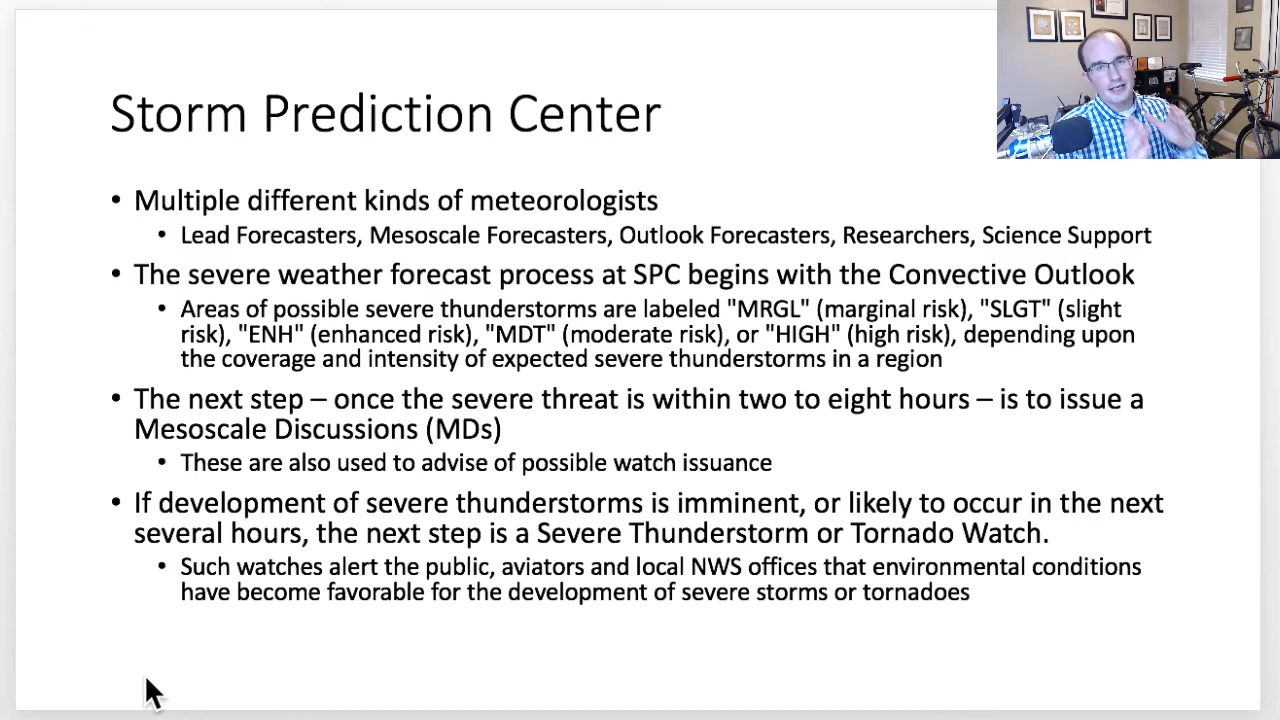 Storm Prediction Center
• Multiple different kinds of meteorologists
• Lead Forecasters, Mesoscale Forecasters, Outlook Forecasters, Researchers, Science Support
• The severe weather forecast process at SPC begins with the Convective Outlook
• Areas of possible severe thunderstorms are labeled "MRGL" (marginal risk), "SLGT" (slight
risk), "ENH" (enhanced risk), "MDT" (moderate risk), or "HIGH" (high risk), depending upon
the coverage and intensity of expected severe thunderstorms in a region
• The next step – once the severe threat is within two to eight hours – is to issue a
Mesoscale Discussions (MDs)
• These are also used to advise of possible watch issuance
• If development of severe thunderstorms is imminent, or likely to occur in the next
several hours, the next step is a Severe Thunderstorm or Tornado Watch.
• Such watches alert the public, aviators and local NWS offices that environmental conditions
have become favorable for the development of severe storms or tornadoes